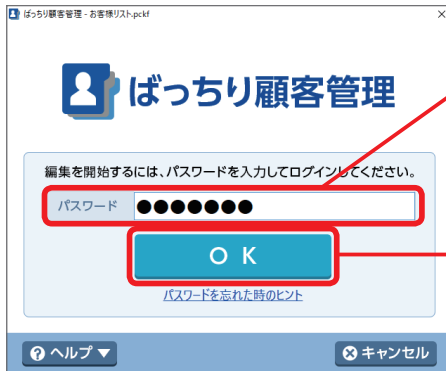 ばっちり顧客管理 - お客様リスト.pckf
ばっちり顧客管理
編集を開始するには、パスワードを入力してログインしてください。
パスワード ●●●●●●●
ＯＫ
パスワードを忘れた時のヒント
? ヘルプ▼
キャンセル